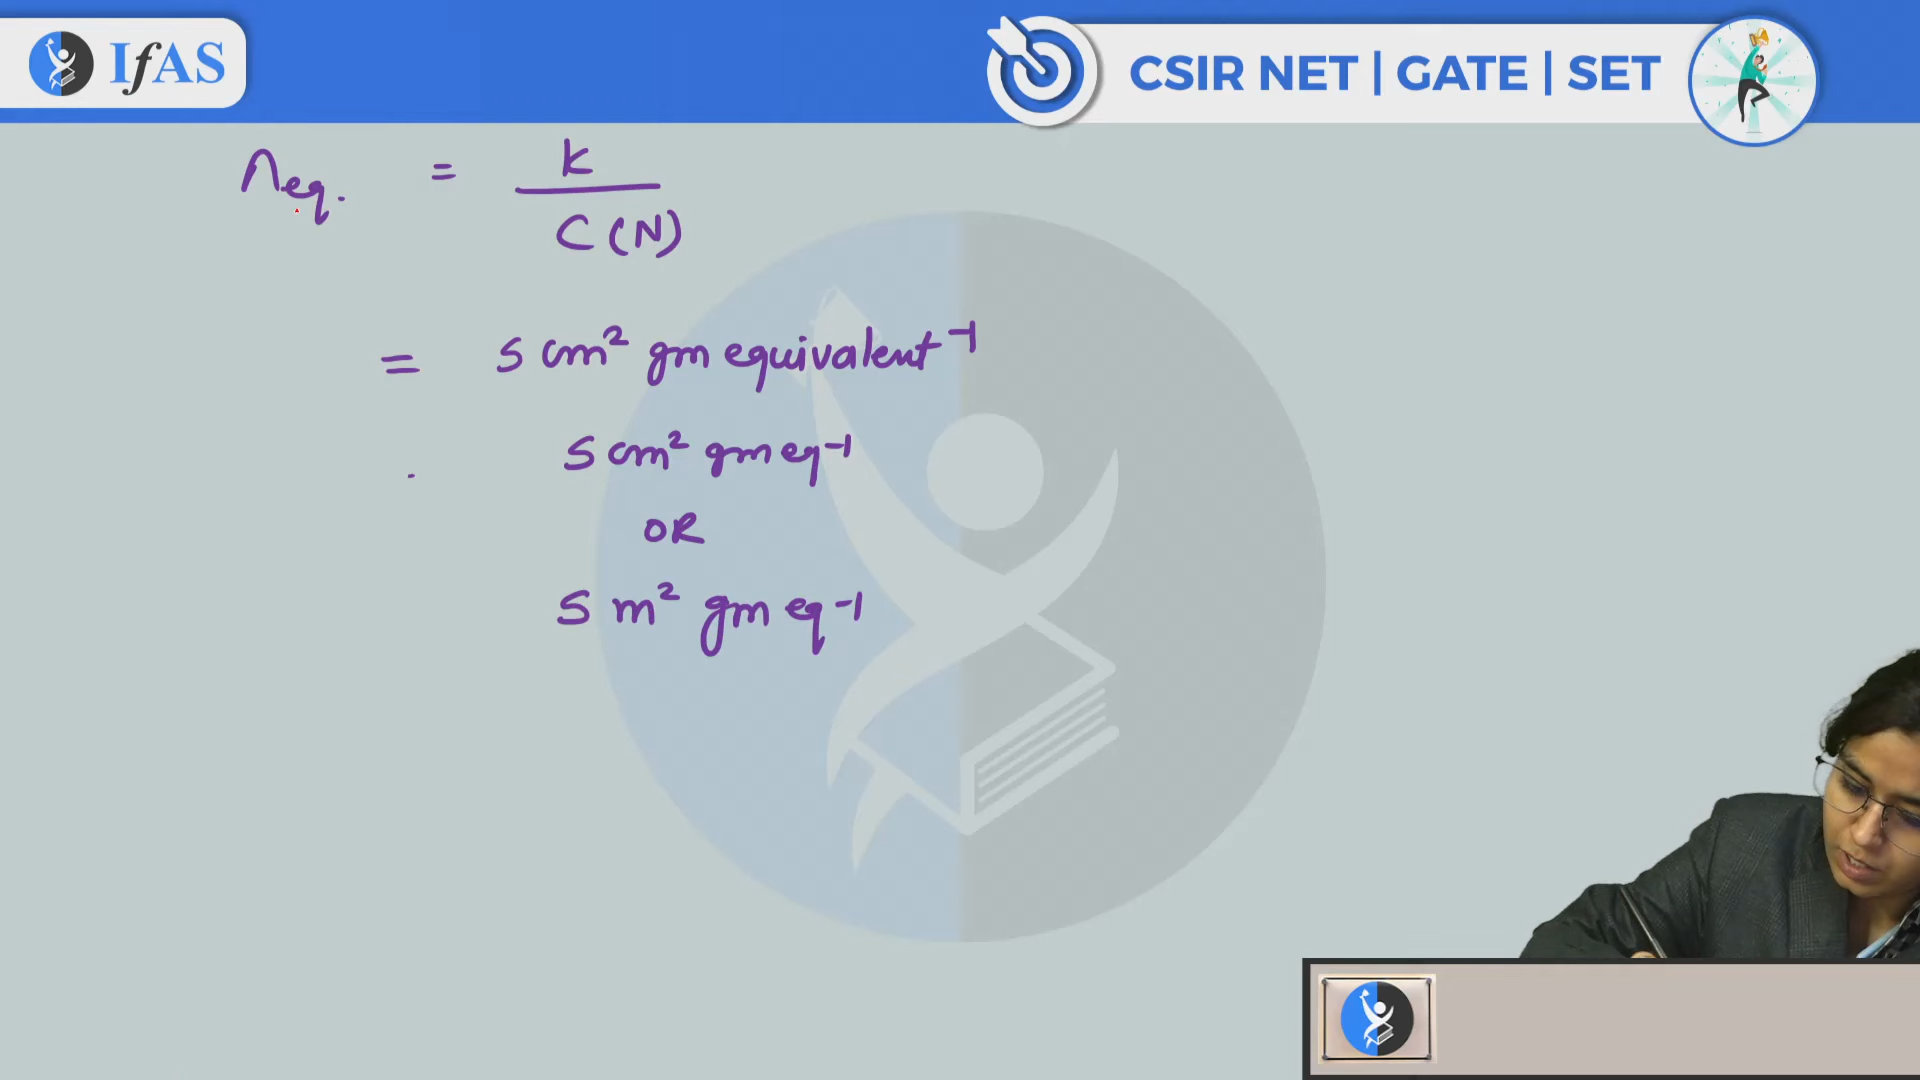 IfAS
CSIR NET | GATE | SET
Λeq. = k / C (N)
= S cm² gm equivalent⁻¹
S cm² gm eq⁻¹
OR
S m² gm eq⁻¹